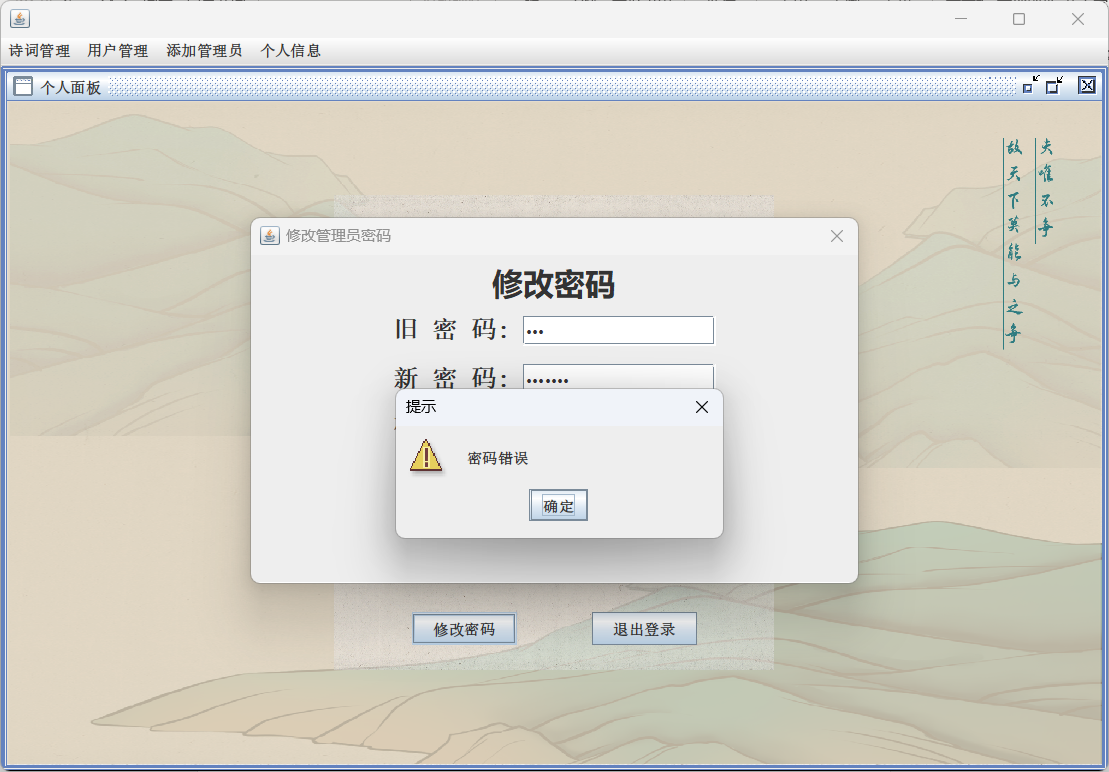 诗词管理 用户管理 添加管理员 个人信息
个人面板
夫唯不争
故天下莫能与之争
修改管理员密码
修改密码
旧 密 码：
新 密 码：
提示
密码错误
确定
修改密码 退出登录